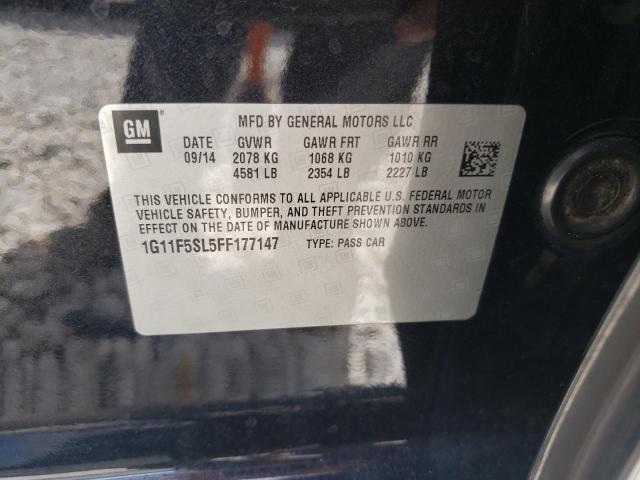 GM
MFD BY GENERAL MOTORS LLC
DATE GVWR GAWR FRT GAWR RR
09/14 2078 KG 1068 KG 1010 KG
4581 LB 2354 LB 2227 LB
THIS VEHICLE CONFORMS TO ALL APPLICABLE U.S. FEDERAL MOTOR
VEHICLE SAFETY, BUMPER, AND THEFT PREVENTION STANDARDS IN
EFFECT ON THE DATE OF MANUFACTURE SHOWN ABOVE.
1G11F5SL5FF177147 TYPE: PASS CAR